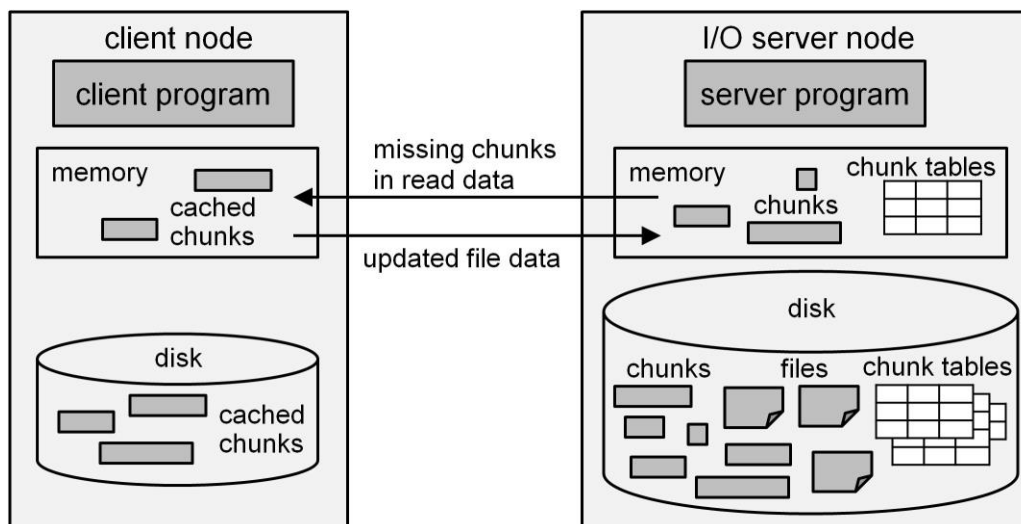 client node
client program
memory
cached
chunks
disk
cached
chunks
missing chunks
in read data
updated file data
I/O server node
server program
memory
chunks
chunk tables
disk
chunks
files
chunk tables